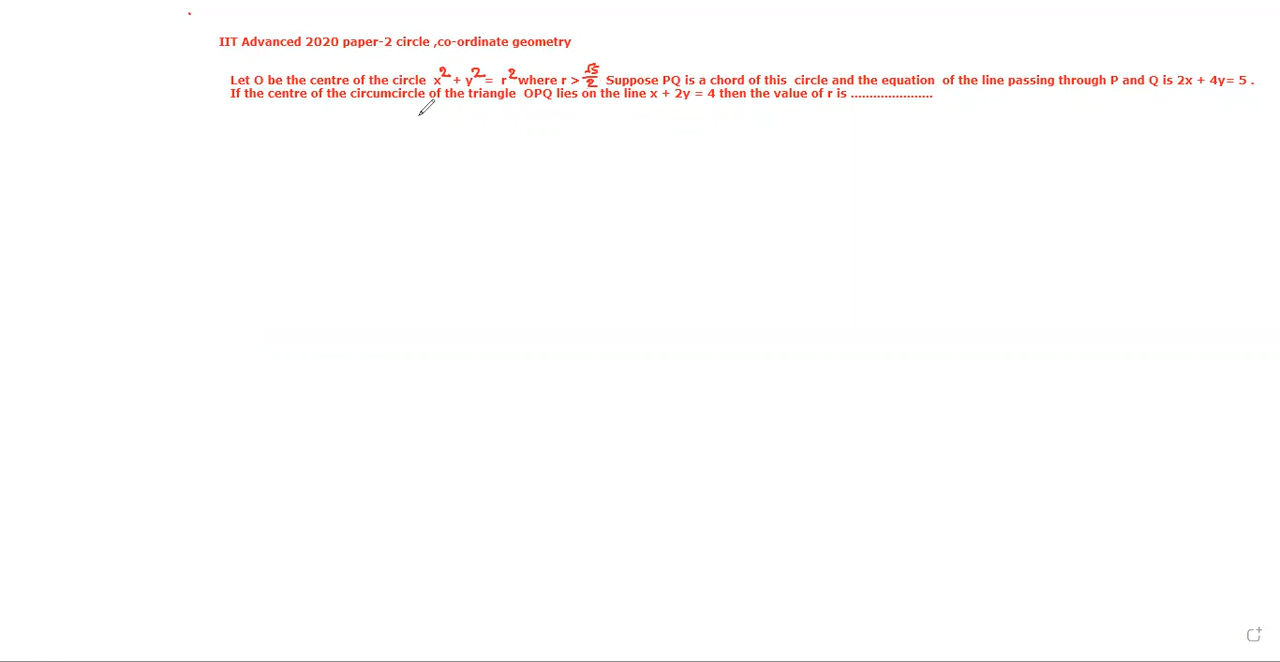 IIT Advanced 2020 paper-2 circle ,co-ordinate geometry
Let O be the centre of the circle x² + y² = r² where r > √5/2 Suppose PQ is a chord of this circle and the equation of the line passing through P and Q is 2x + 4y= 5 .
If the centre of the circumcircle of the triangle OPQ lies on the line x + 2y = 4 then the value of r is ......................